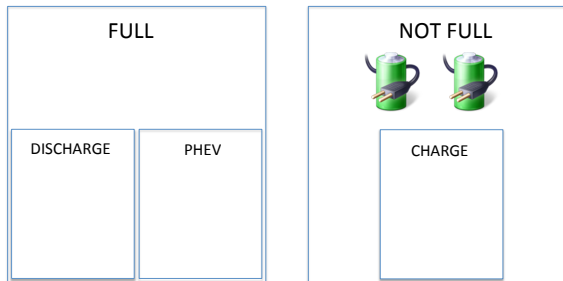 FULL
NOT FULL
DISCHARGE
PHEV
CHARGE